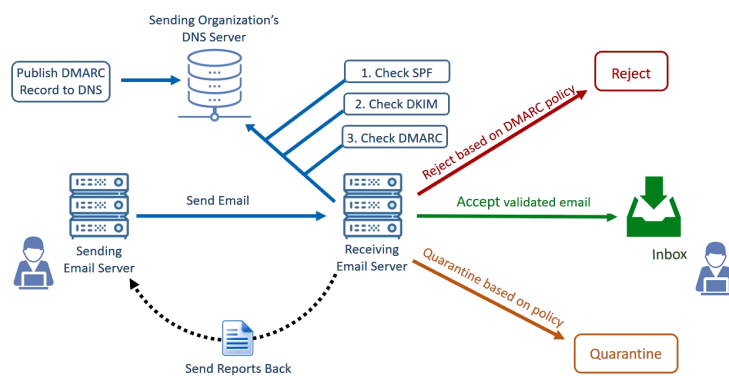 Sending Organization's
DNS Server
Publish DMARC
Record to DNS
1. Check SPF
2. Check DKIM
3. Check DMARC
Reject
Reject based on DMARC policy
Send Email
Accept validated email
Sending
Email Server
Receiving
Email Server
Inbox
Quarantine based on policy
Quarantine
Send Reports Back